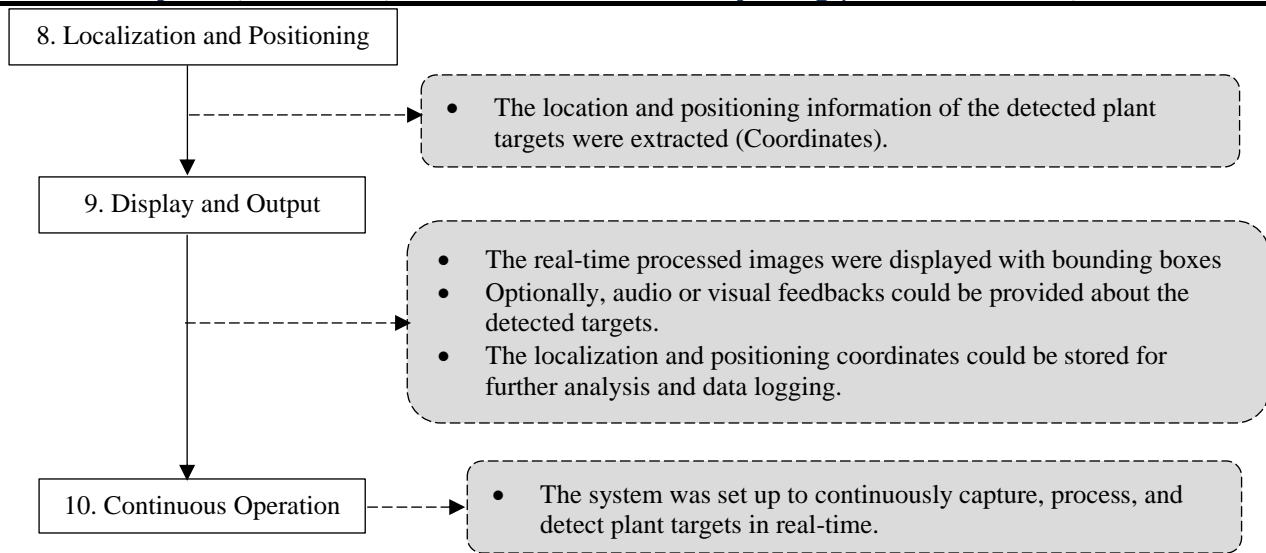 8. Localization and Positioning
• The location and positioning information of the detected plant
targets were extracted (Coordinates).
9. Display and Output
• The real-time processed images were displayed with bounding boxes
• Optionally, audio or visual feedbacks could be provided about the
detected targets.
• The localization and positioning coordinates could be stored for
further analysis and data logging.
10. Continuous Operation
• The system was set up to continuously capture, process, and
detect plant targets in real-time.